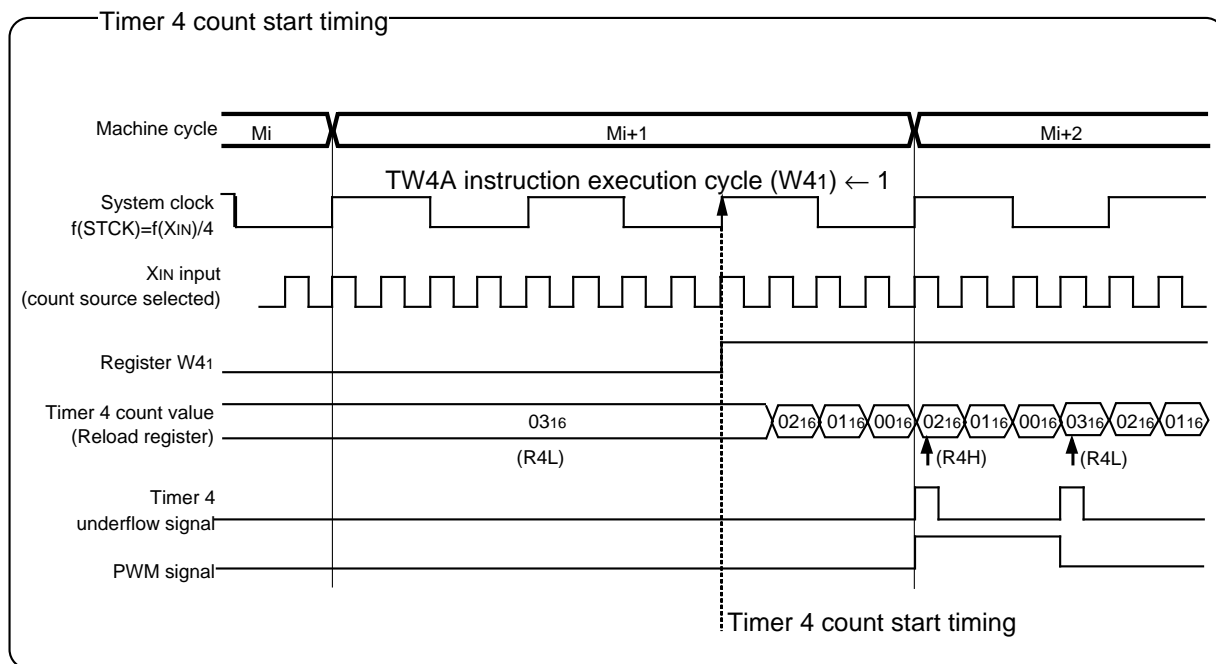 Timer 4 count start timing
Machine cycle
Mi
Mi+1
Mi+2
TW4A instruction execution cycle (W41) ← 1
System clock
f(STCK)=f(XIN)/4
XIN input
(count source selected)
Register W41
Timer 4 count value
(Reload register)
0316
0216 0116 0016 0216 0116 0016 0316 0216 0116
(R4L)
(R4H)
(R4L)
Timer 4
underflow signal
PWM signal
Timer 4 count start timing